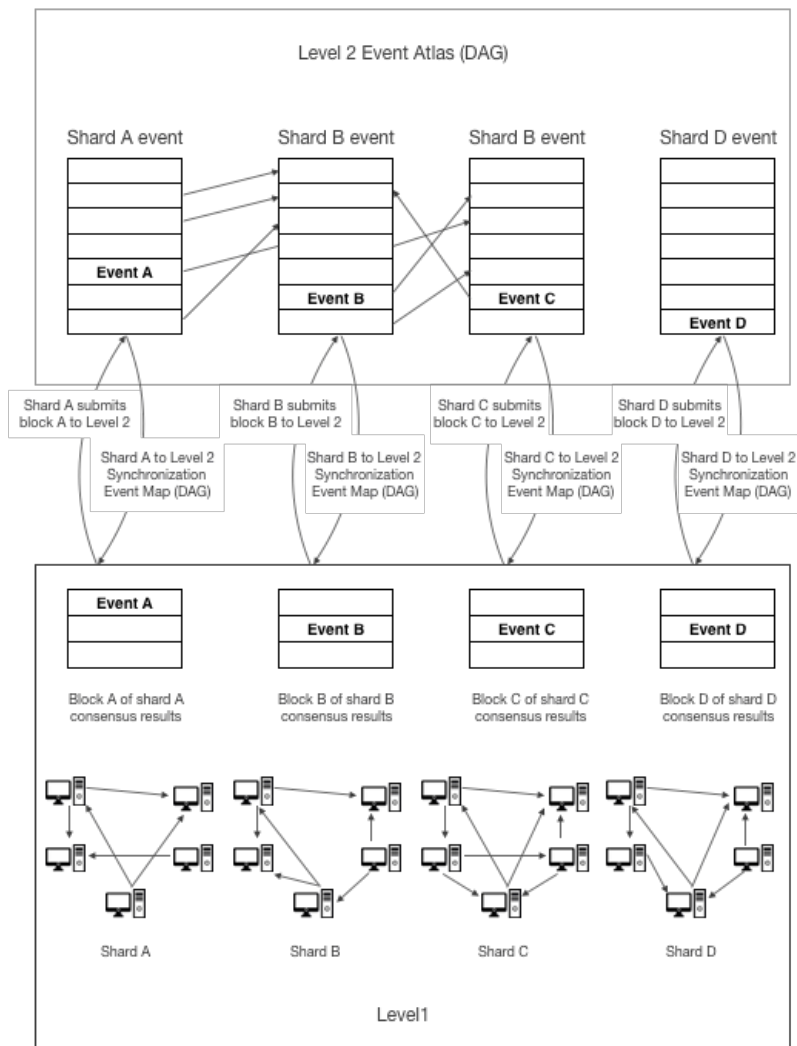 Level 2 Event Atlas (DAG)
Shard A event
Shard B event
Shard B event
Shard D event
Event A
Event B
Event C
Event D
Shard A submits
block A to Level 2
Shard B submits
block B to Level 2
Shard C submits
block C to Level 2
Shard D submits
block D to Level 2
Shard A to Level 2
Synchronization
Event Map (DAG)
Shard B to Level 2
Synchronization
Event Map (DAG)
Shard C to Level 2
Synchronization
Event Map (DAG)
Shard D to Level 2
Synchronization
Event Map (DAG)
Event A
Event B
Event C
Event D
Block A of shard A
consensus results
Block B of shard B
consensus results
Block C of shard C
consensus results
Block D of shard D
consensus results
Shard A
Shard B
Shard C
Shard D
Level1